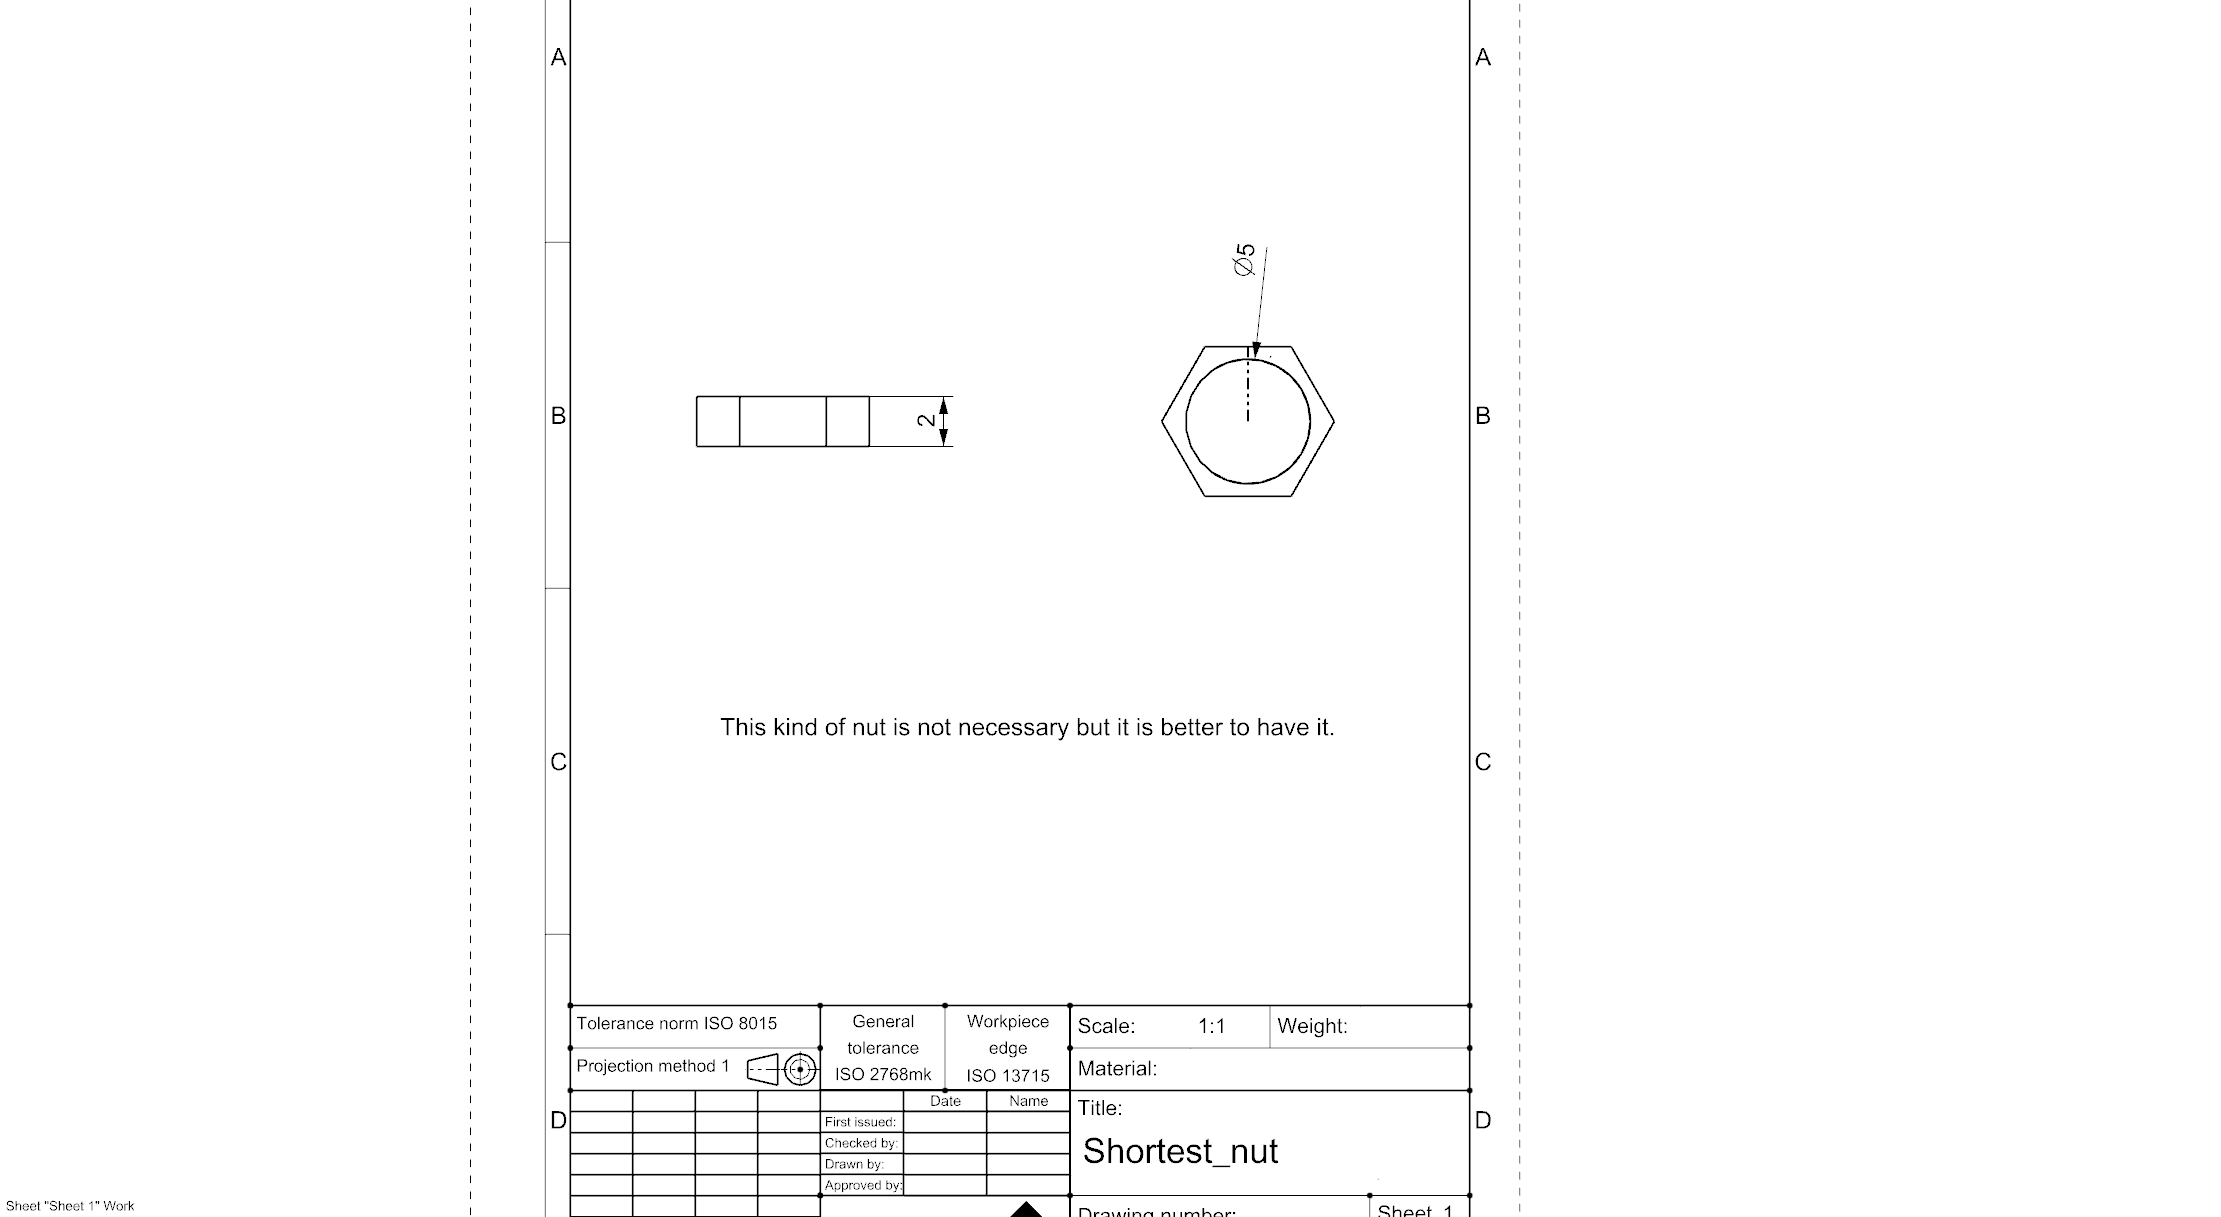 A
A
Ø5
B
2
B
This kind of nut is not necessary but it is better to have it.
C
C
Tolerance norm ISO 8015
General
tolerance
ISO 2768mk
Workpiece
edge
ISO 13715
Scale: 1:1
Weight:
Projection method 1
Material:
Date Name
First issued:
Checked by:
Drawn by:
Approved by:
Title:
Shortest_nut
D
D
Drawing number:
Sheet 1
Sheet "Sheet 1" Work